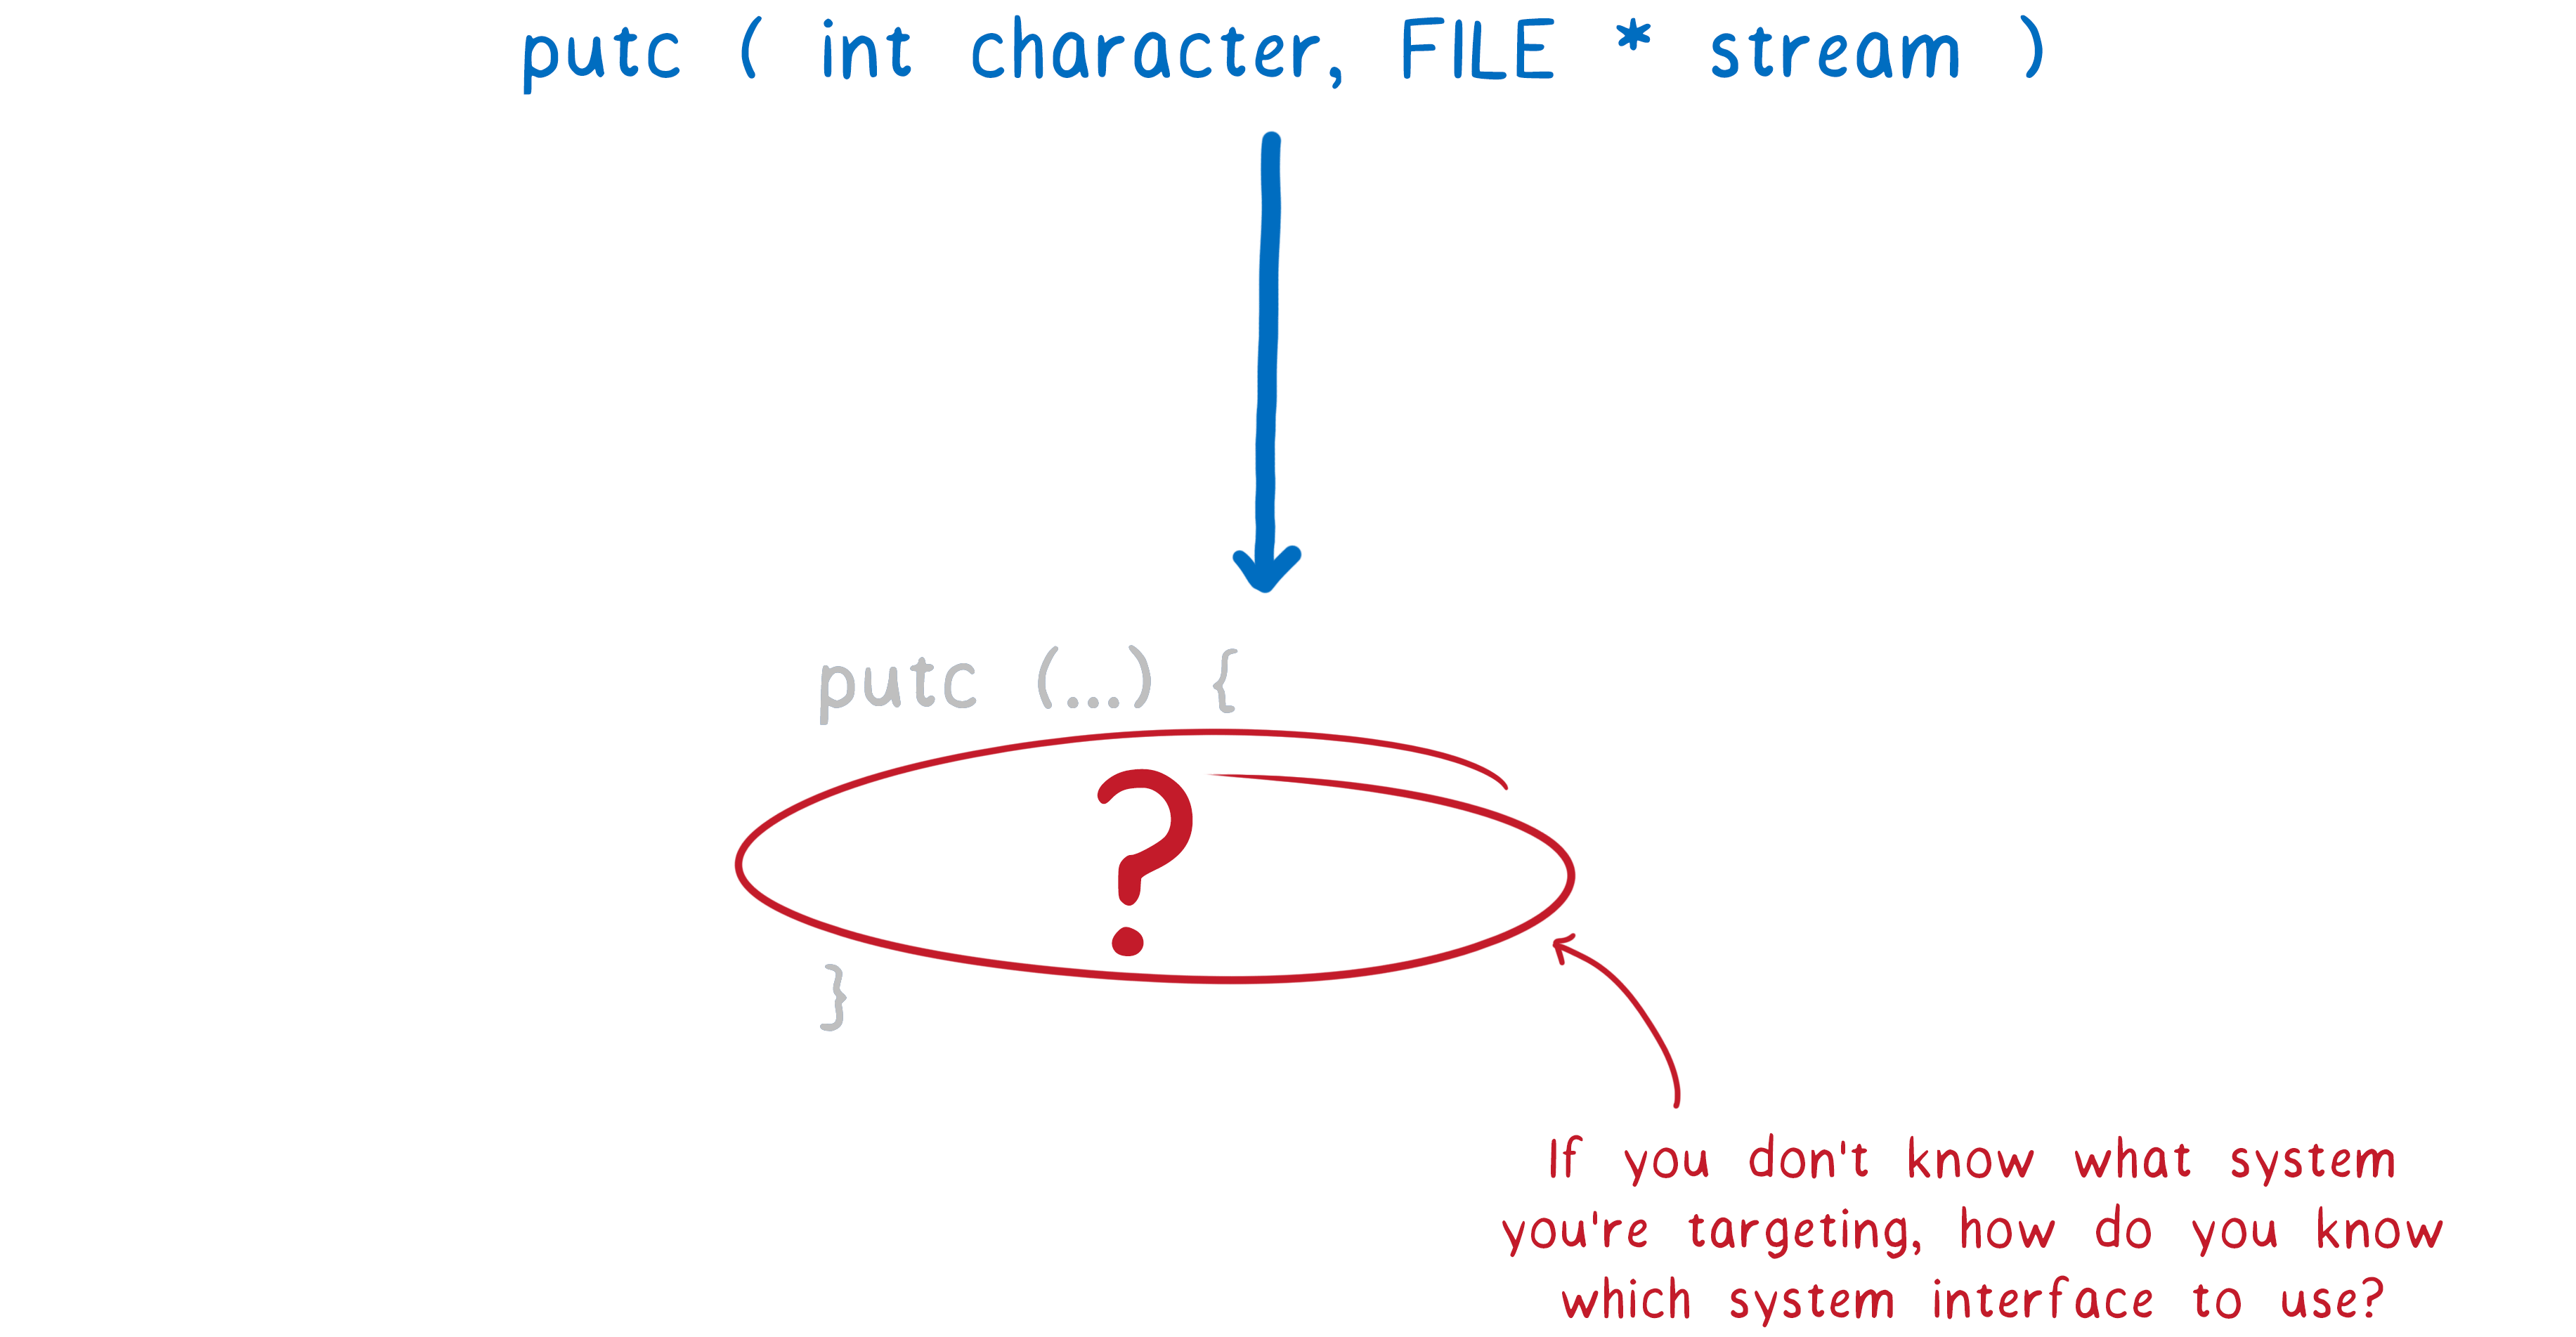 putc ( int character, FILE * stream )
putc (...) {
?
}
If you don't know what system
you're targeting, how do you know
which system interface to use?